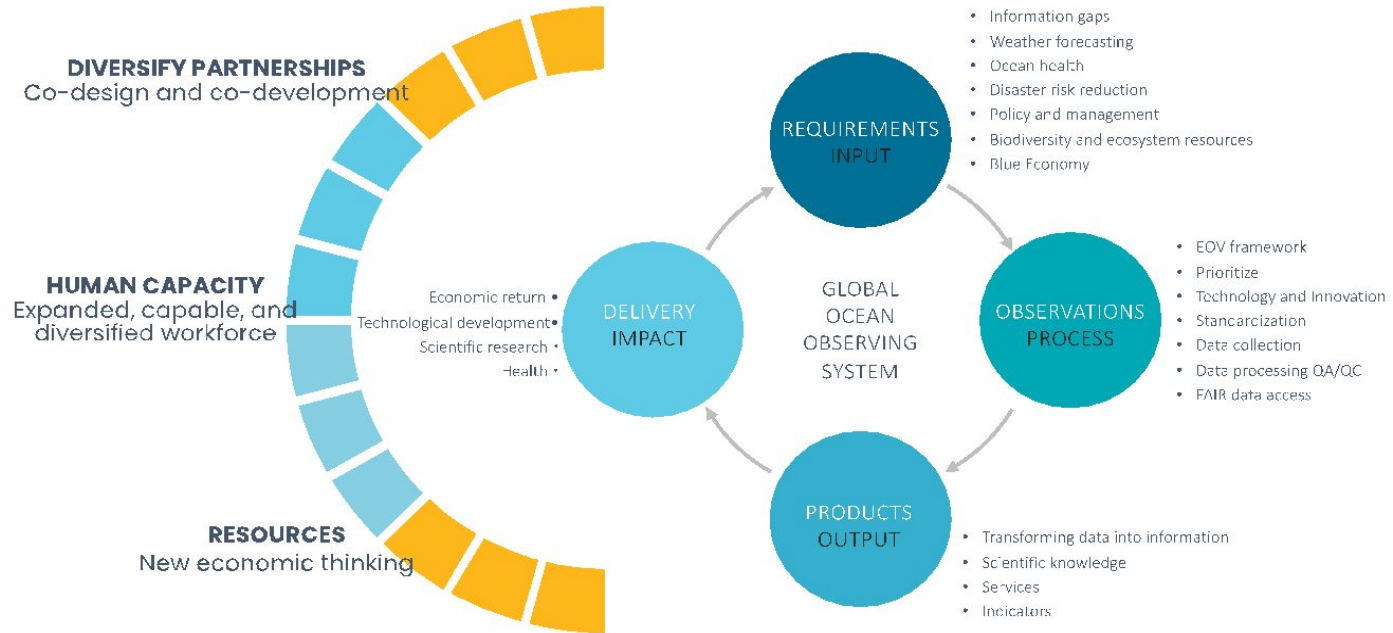 DIVERSIFY PARTNERSHIPS
Co-design and co-development
HUMAN CAPACITY
Expanded, capable, and
diversified workforce
RESOURCES
New economic thinking
REQUIREMENTS
INPUT
• Information gaps
• Weather forecasting
• Ocean health
• Disaster risk reduction
• Policy and management
• Biodiversity and ecosystem resources
• Blue Economy
OBSERVATIONS
PROCESS
• EOV framework
• Prioritize
• Technology and Innovation
• Standardization
• Data collection
• Data processing QA/QC
• FAIR data access
PRODUCTS
OUTPUT
• Transforming data into information
• Scientific knowledge
• Services
• Indicators
DELIVERY
IMPACT
Economic return •
Technological development •
Scientific research •
Health •
GLOBAL
OCEAN
OBSERVING
SYSTEM